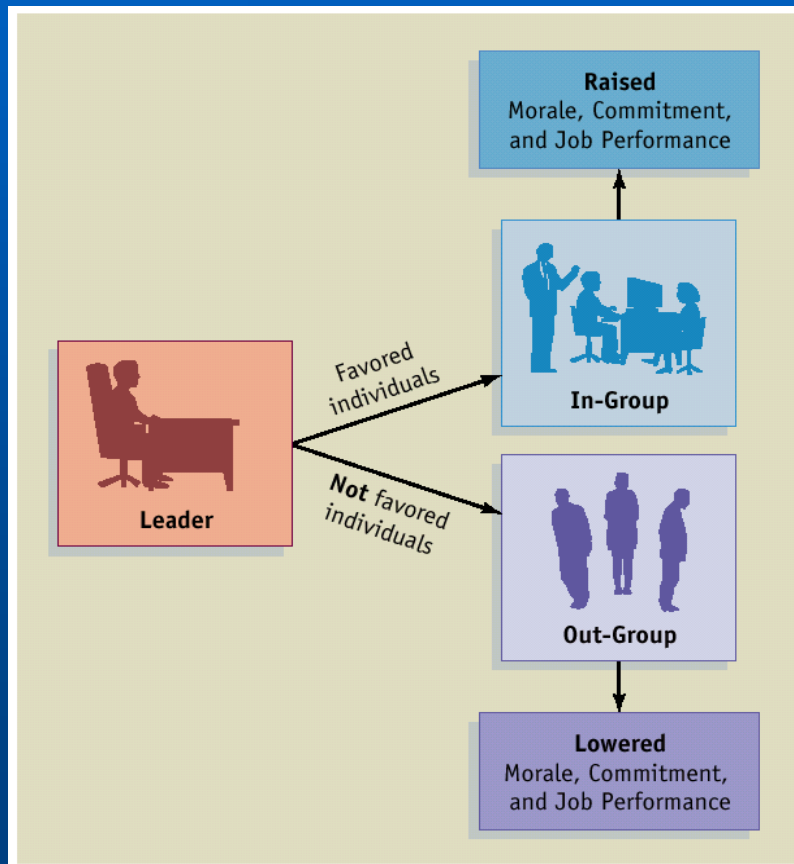 Raised
Morale, Commitment,
and Job Performance
Favored
individuals
In-Group
Leader
Not favored
individuals
Out-Group
Lowered
Morale, Commitment,
and Job Performance